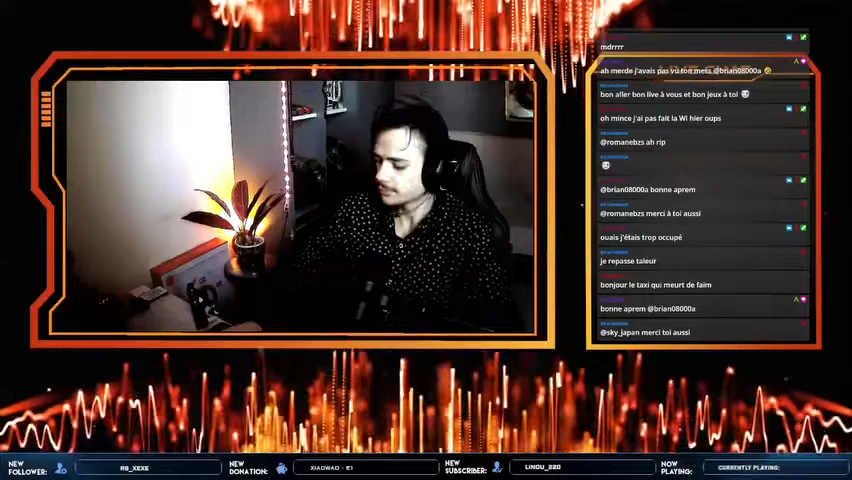 mdrrrr
ah merde j'avais pas vu ton mess @brian08000a
bon aller bon live à vous et bon jeux à toi
oh mince j'ai pas fait la WI hier oups
@romanebzs ah rip
@brian08000a bonne aprem
@romanebzs merci à toi aussi
ouais j'étais trop occupé
je repasse taleur
bonjour le taxi qui meurt de faim
bonne aprem @brian08000a
@sky_japan merci toi aussi
NEW FOLLOWER:
RS_XEXE
NEW DONATION:
XIAOWAO - €1
NEW SUBSCRIBER:
LINOU_220
NOW PLAYING:
CURRENTLY PLAYING: